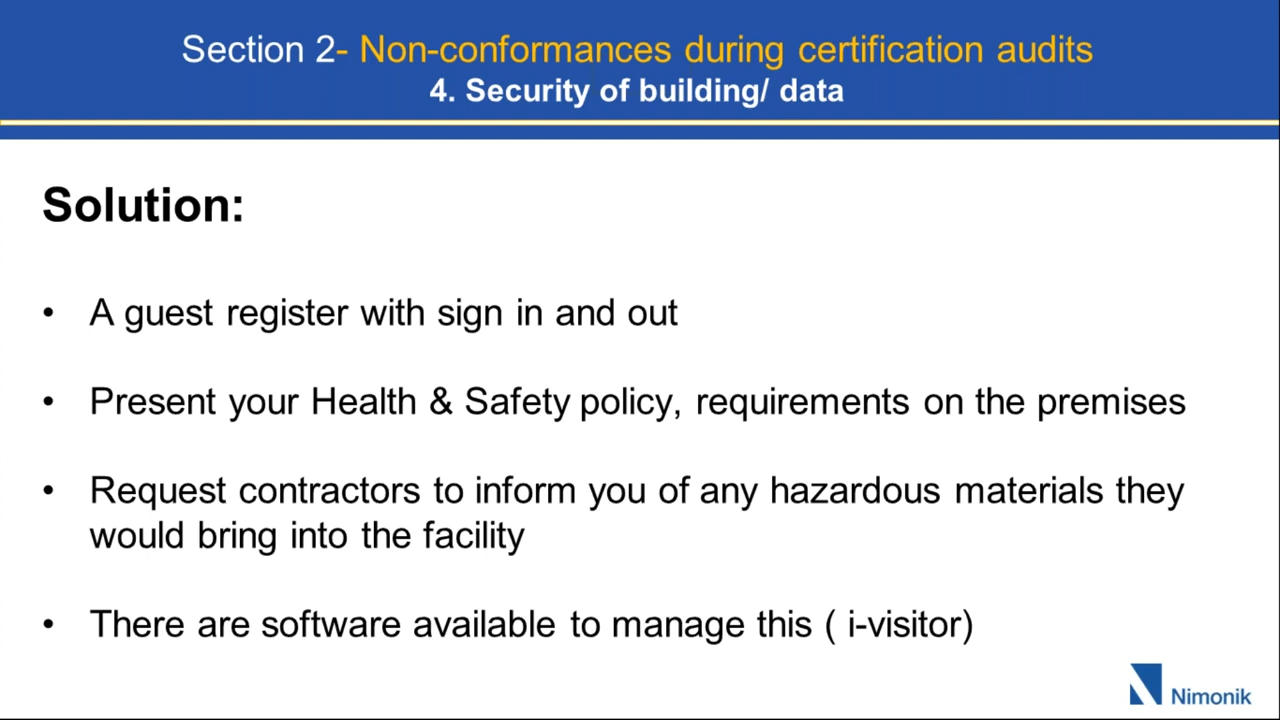 Section 2- Non-conformances during certification audits
4. Security of building/ data
Solution:
• A guest register with sign in and out
• Present your Health & Safety policy, requirements on the premises
• Request contractors to inform you of any hazardous materials they
would bring into the facility
• There are software available to manage this ( i-visitor)
Nimonik